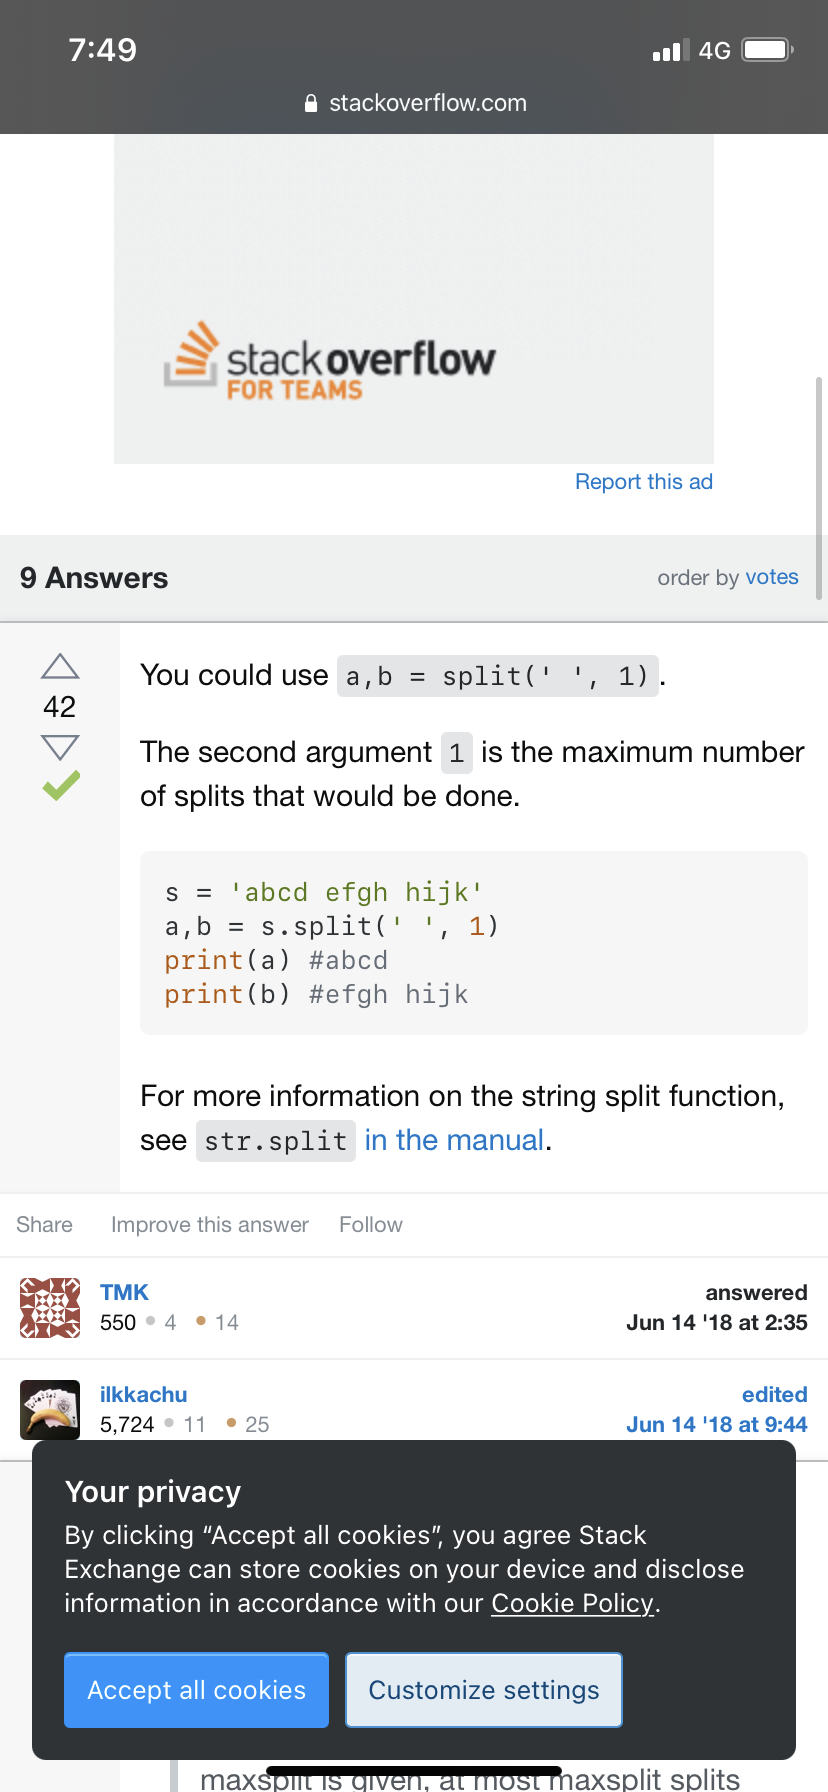 7:49
4G
stackoverflow.com
stackoverflow
FOR TEAMS
Report this ad
9 Answers
order by votes
You could use a,b = split(' ', 1).
42
The second argument 1 is the maximum number
of splits that would be done.
s = 'abcd efgh hijk'
a,b = s.split(' ', 1)
print(a) #abcd
print(b) #efgh hijk
For more information on the string split function,
see str.split in the manual.
Share Improve this answer Follow
TMK
answered
550 4 14
Jun 14 '18 at 2:35
ilkkachu
edited
5,724 11 25
Jun 14 '18 at 9:44
Your privacy
By clicking “Accept all cookies”, you agree Stack
Exchange can store cookies on your device and disclose
information in accordance with our Cookie Policy.
Accept all cookies
Customize settings
maxsplit is given, at most maxsplit splits